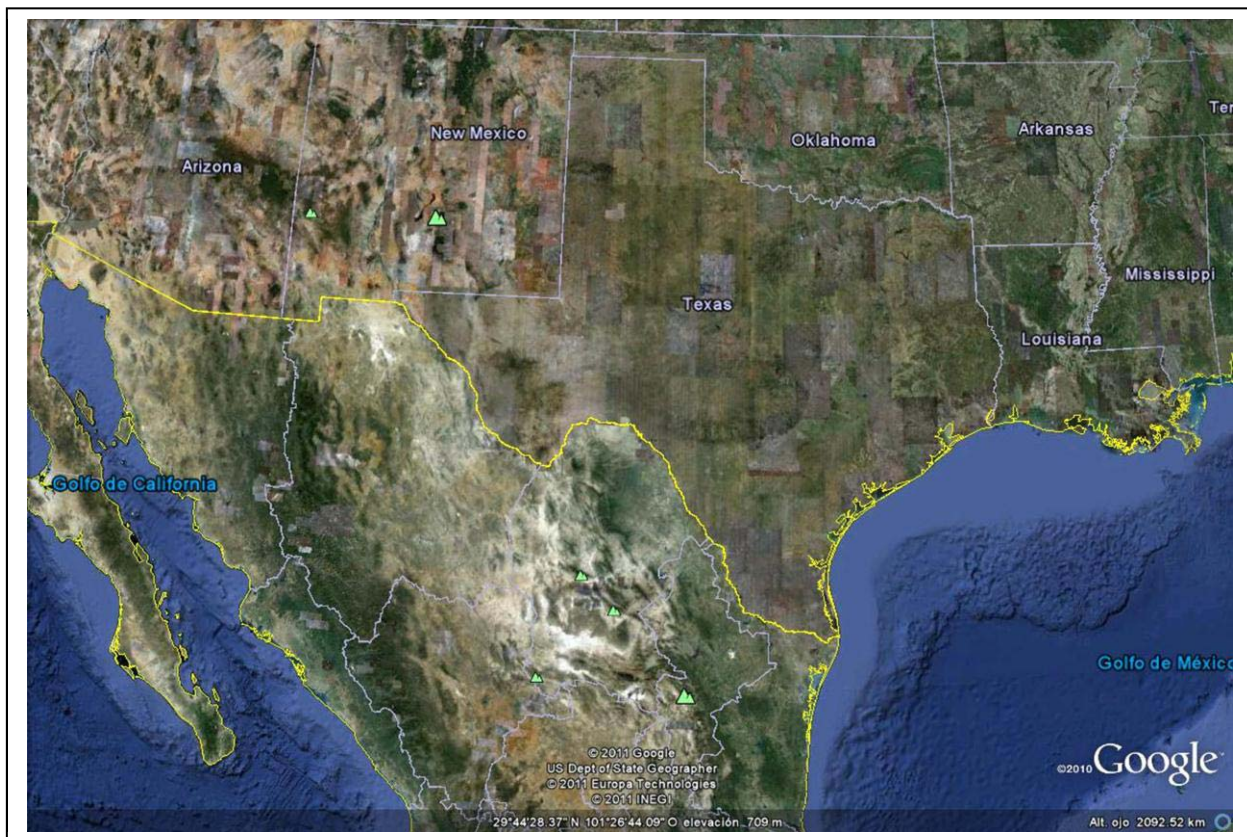 New Mexico
Oklahoma
Arkansas
Arizona
Texas
Mississippi
Louisiana
Golfo de California
Golfo de México
© 2011 Google
US Dept of State Geographer
© 2011 Europa Technologies
© 2011 INEGI
©2010 Google
29°44'28.37" N 101°26'44.09" O elevación 709 m
Alt. ojo 2092.52 km